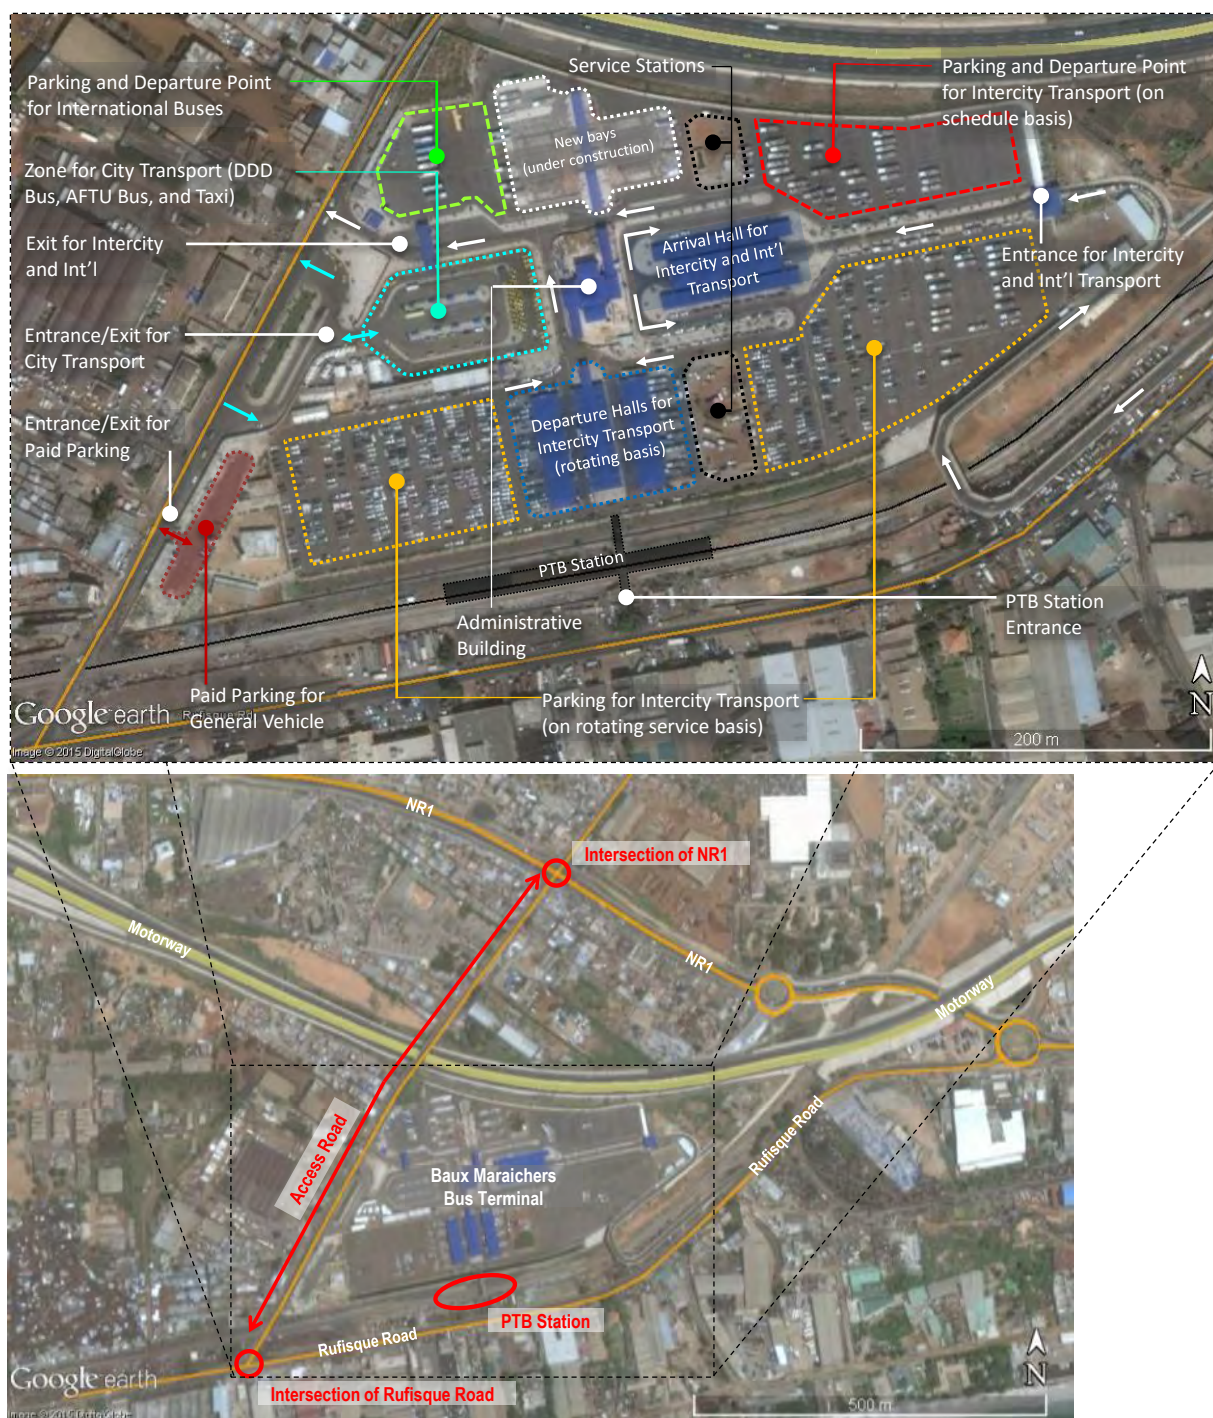 Parking and Departure Point
for International Buses
Service Stations
Parking and Departure Point
for Intercity Transport (on
schedule basis)
New bays
(under construction)
Zone for City Transport (DDD
Bus, AFTU Bus, and Taxi)
Exit for Intercity
and Int'l
Arrival Hall for
Intercity and Int'l
Transport
Entrance for Intercity
and Int'l Transport
Entrance/Exit for
City Transport
Entrance/Exit for
Paid Parking
Departure Halls for
Intercity Transport
(rotating basis)
PTB Station
Administrative
Building
PTB Station
Entrance
Paid Parking for
General Vehicle
Parking for Intercity Transport
(on rotating service basis)
N
Google earth
Rufisque Rd
Image © 2015 DigitalGlobe
200 m
NR1
Intersection of NR1
Motorway
NR1
Motorway
Access Road
Rufisque Road
Baux Maraichers
Bus Terminal
PTB Station
Rufisque Road
Intersection of Rufisque Road
N
Google earth
500 m